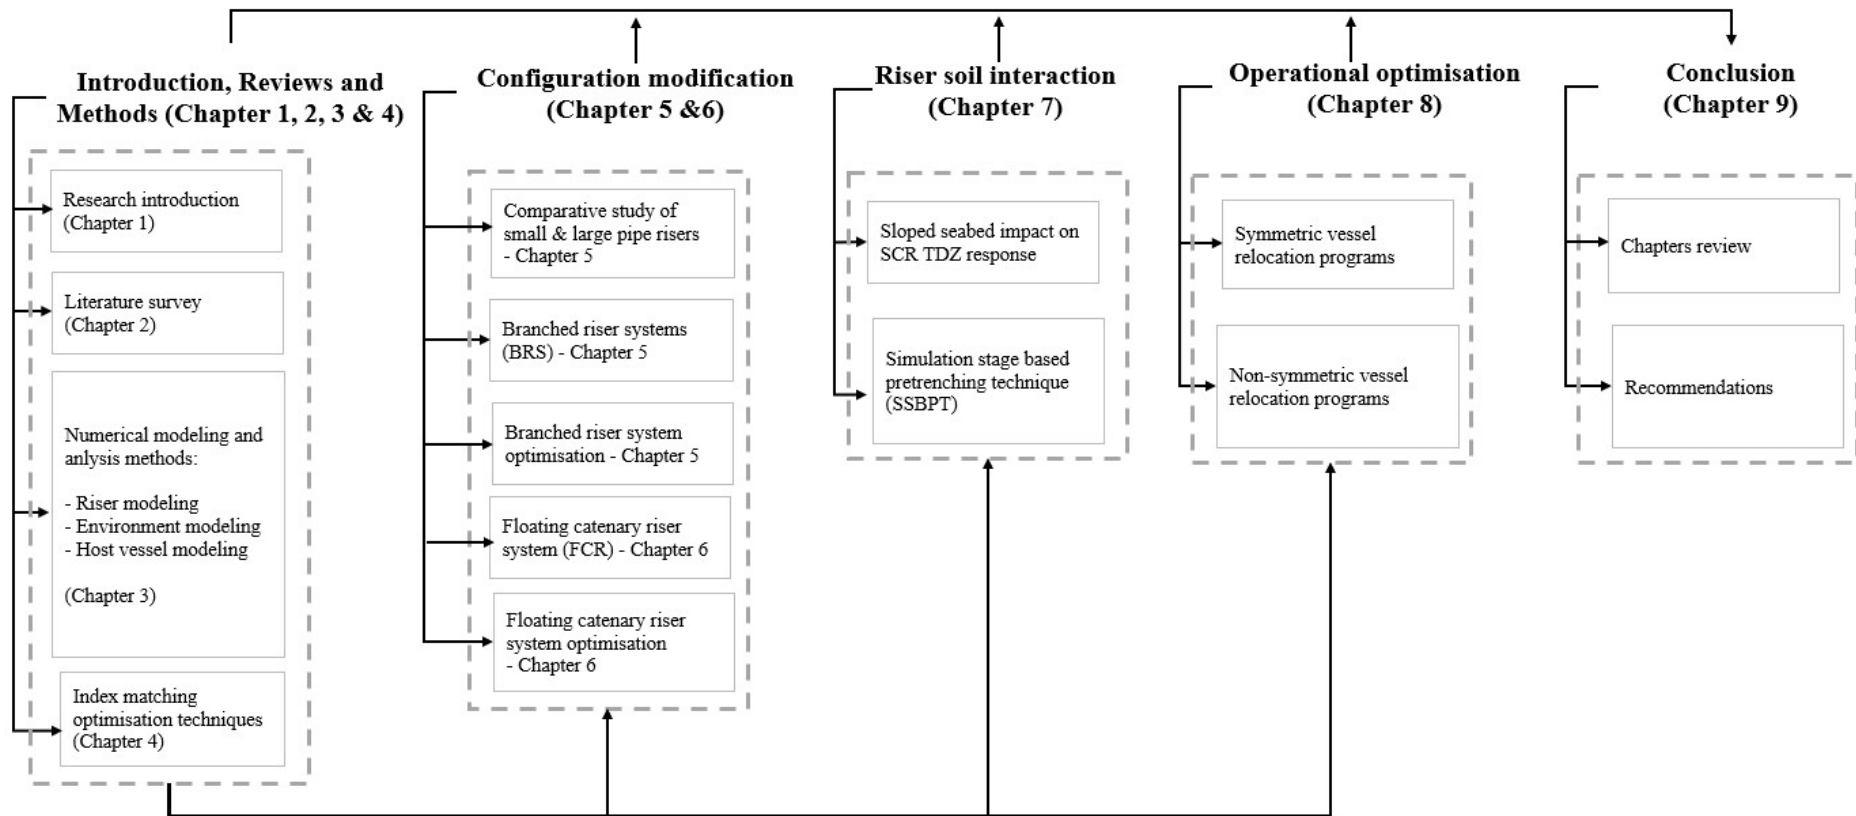 Introduction, Reviews and
Methods (Chapter 1, 2, 3 & 4)
Research introduction
(Chapter 1)
Literature survey
(Chapter 2)
Numerical modeling and
anlysis methods:
- Riser modeling
- Environment modeling
- Host vessel modeling
(Chapter 3)
Index matching
optimisation techniques
(Chapter 4)
Configuration modification
(Chapter 5 &6)
Comparative study of
small & large pipe risers
- Chapter 5
Branched riser systems
(BRS) - Chapter 5
Branched riser system
optimisation - Chapter 5
Floating catenary riser
system (FCR) - Chapter 6
Floating catenary riser
system optimisation
- Chapter 6
Riser soil interaction
(Chapter 7)
Sloped seabed impact on
SCR TDZ response
Simulation stage based
pretrenching technique
(SSBPT)
Operational optimisation
(Chapter 8)
Symmetric vessel
relocation programs
Non-symmetric vessel
relocation programs
Conclusion
(Chapter 9)
Chapters review
Recommendations